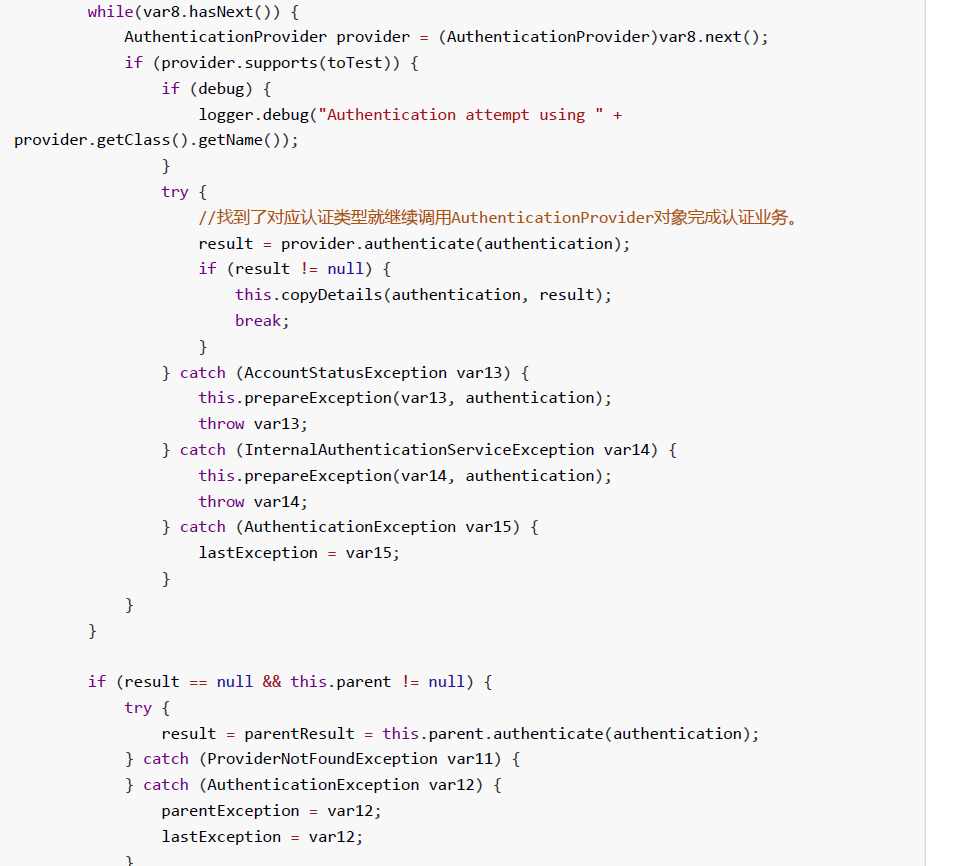 while(var8.hasNext()) {
AuthenticationProvider provider = (AuthenticationProvider)var8.next();
if (provider.supports(toTest)) {
if (debug) {
logger.debug("Authentication attempt using " +
provider.getClass().getName());
}
try {
//找到了对应认证类型就继续调用AuthenticationProvider对象完成认证业务。
result = provider.authenticate(authentication);
if (result != null) {
this.copyDetails(authentication, result);
break;
}
} catch (AccountStatusException var13) {
this.prepareException(var13, authentication);
throw var13;
} catch (InternalAuthenticationServiceException var14) {
this.prepareException(var14, authentication);
throw var14;
} catch (AuthenticationException var15) {
lastException = var15;
}
}
}
if (result == null && this.parent != null) {
try {
result = parentResult = this.parent.authenticate(authentication);
} catch (ProviderNotFoundException var11) {
} catch (AuthenticationException var12) {
parentException = var12;
lastException = var12;
}